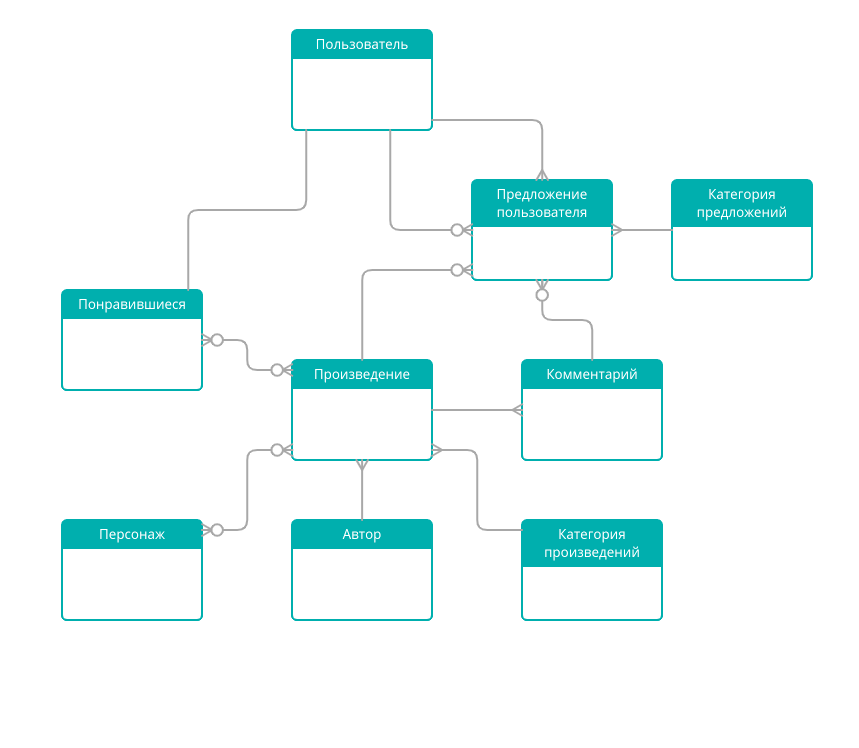 Пользователь
Предложение
пользователя
Категория
предложений
Понравившиеся
Произведение
Комментарий
Персонаж
Автор
Категория
произведений